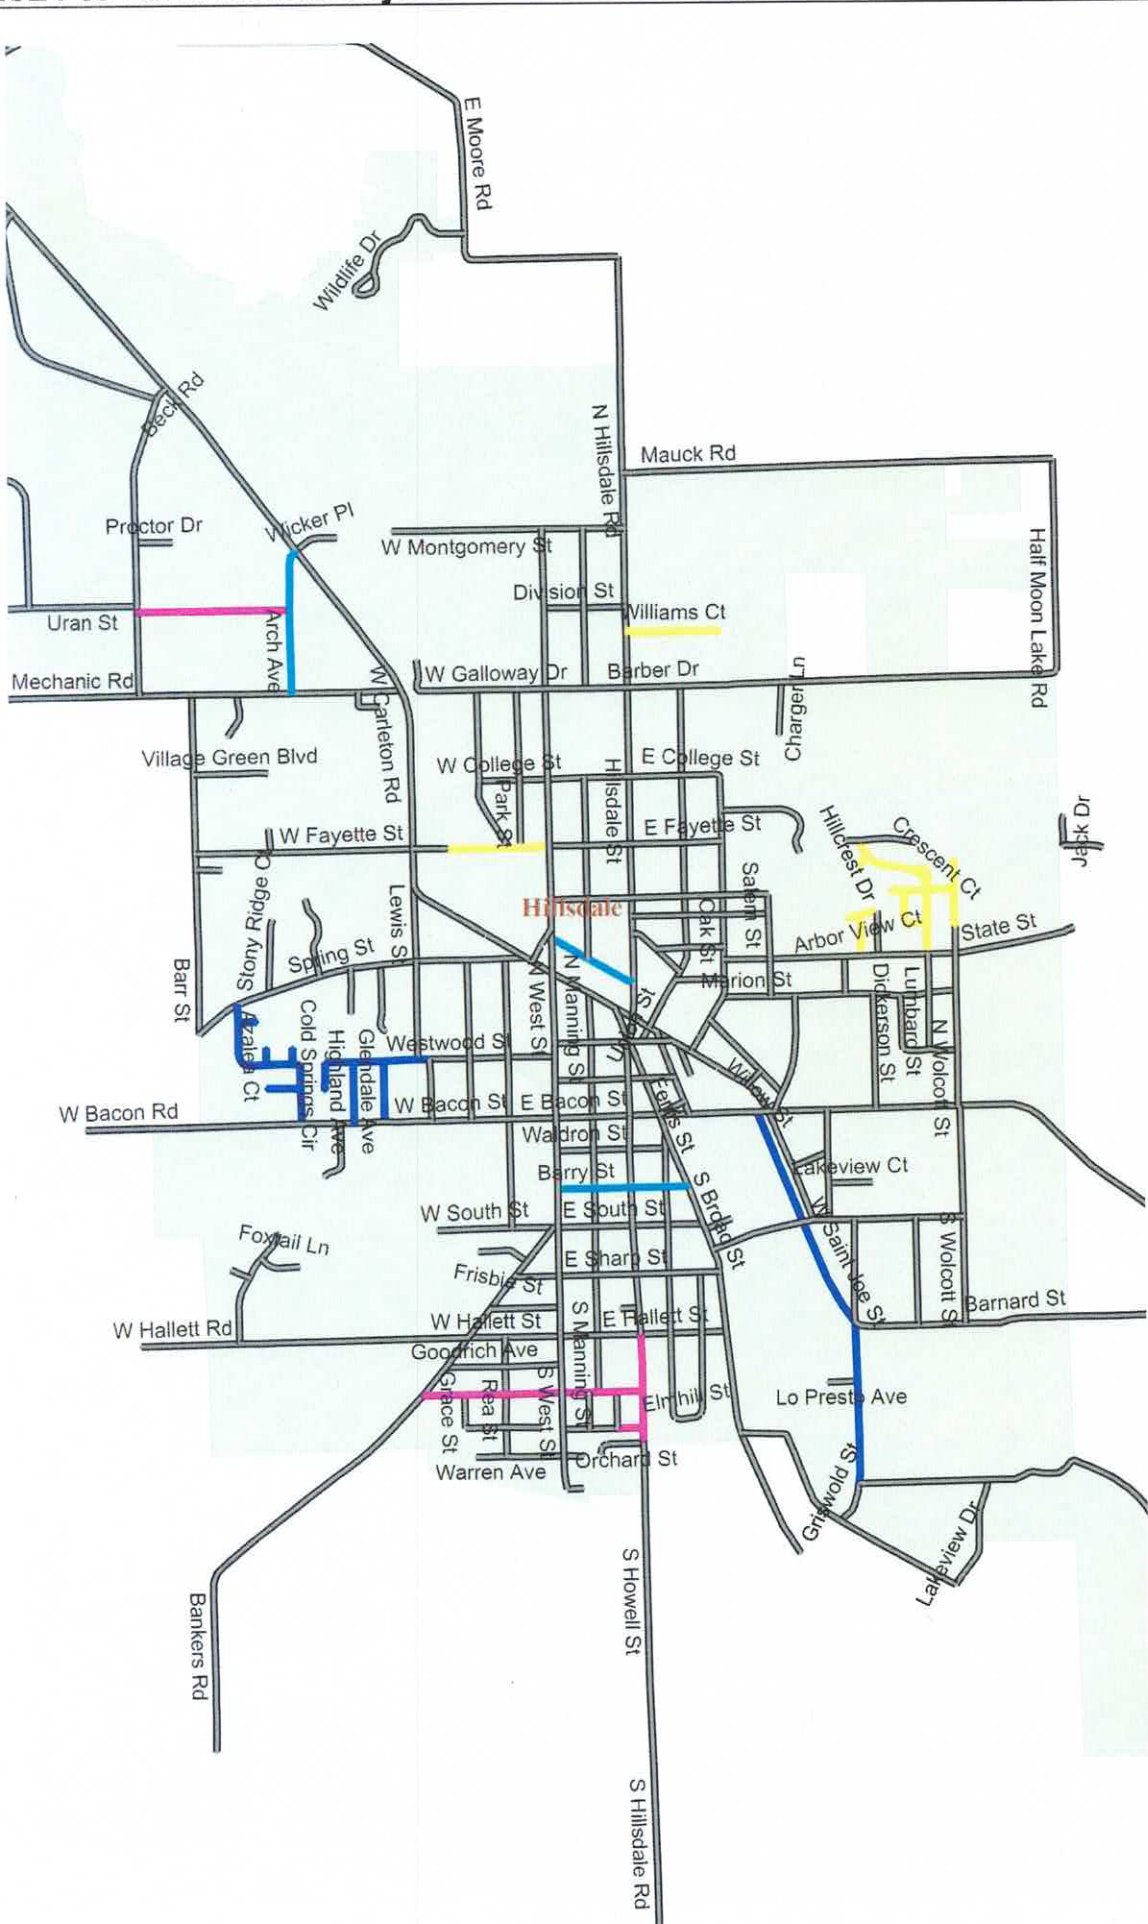 E Moore Rd
Wildlife Dr
Beck Rd
N Hillsdale Rd
Mauck Rd
Proctor Dr
Wicker Pl
W Montgomery St
Half Moon Lake Rd
Division St
Williams Ct
Uran St
Arch Ave
Mechanic Rd
W Galloway Dr
Barber Dr
W Carleton Rd
Charger Ln
Village Green Blvd
W College St
E College St
Park St
Hillsdale St
W Fayette St
E Fayette St
Hillcrest Dr
Crescent Ct
Jack Dr
Stony Ridge
Lewis St
Hillsdale
Oak St
Salem St
Arbor View Ct
State St
Spring St
Barr St
N West St
N Manning St
Marion St
Dickerson St
Lumbard St
N Wolcott St
Azalea Ct
Cold Springs Cir
Highland Ave
Glendale Ave
Westwood St
Willow St
W Bacon Rd
W Bacon St
E Bacon St
Ferris St
Waldron St
Barry St
Lakeview Ct
W South St
E South St
S Broad St
W Saint Joe St
S Wolcott St
Foxtail Ln
Frisbie St
E Sharp St
W Hallett Rd
W Hallett St
E Hallett St
S Manning St
Barnard St
Goodrich Ave
Grace St
Rea St
S West St
Elmhill St
Lo Presto Ave
Warren Ave
Orchard St
Griswold St
Lakeview Dr
S Howell St
Bankers Rd
S Hillsdale Rd